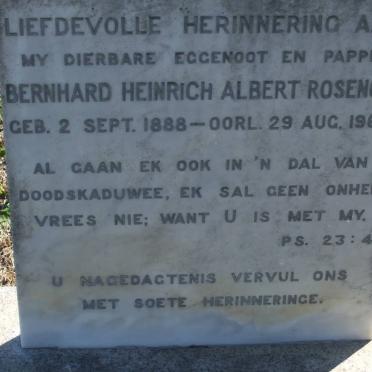 LIEFDEVOLLE HERINNERING A
MY DIERBARE EGGENOOT EN PAPP
BERNHARD HEINRICH ALBERT ROSEN
GEB. 2 SEPT. 1888 — OORL. 29 AUG. 19
AL GAAN EK OOK IN 'N DAL VAN
DOODSKADUWEE, EK SAL GEEN ONHE
VREES NIE; WANT U IS MET MY.
PS. 23:4
U NAGEDAGTENIS VERVUL ONS
MET SOETE HERINNERINGE.